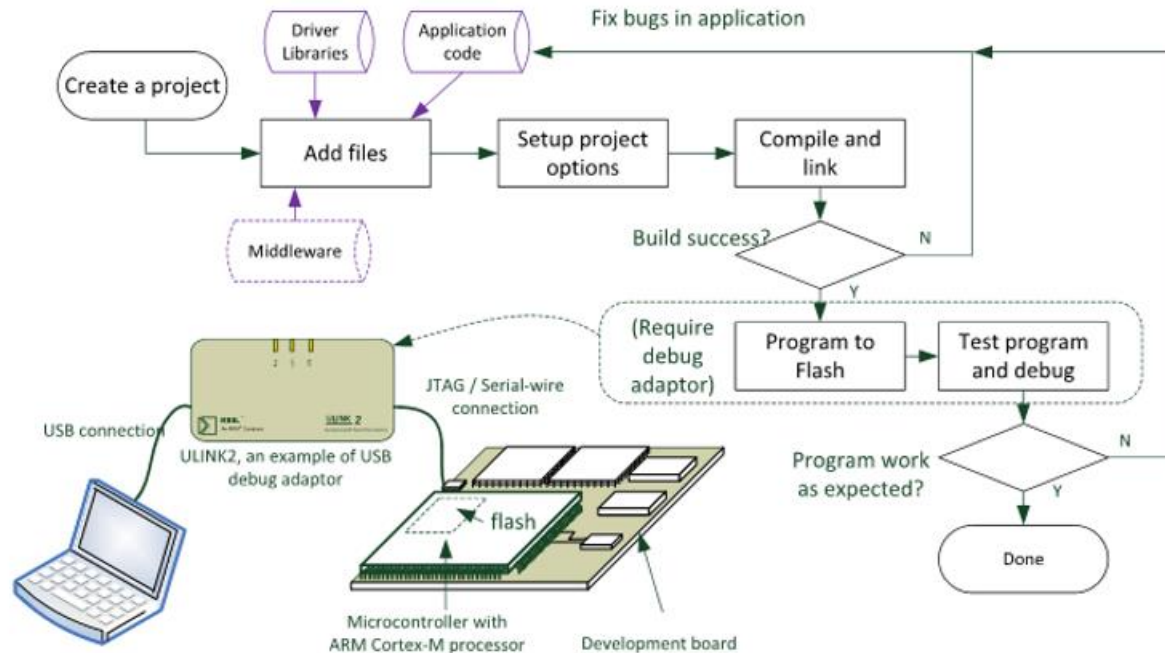 Fix bugs in application
Driver
Libraries
Application
code
Create a project
Add files
Setup project
options
Compile and
link
Middleware
Build success?
N
Y
(Require
debug
adaptor)
Program to
Flash
Test program
and debug
JTAG / Serial-wire
connection
USB connection
KEIL
ULINK 2
ULINK2, an example of USB
debug adaptor
Program work
as expected?
N
Y
flash
Done
Microcontroller with
ARM Cortex-M processor
Development board